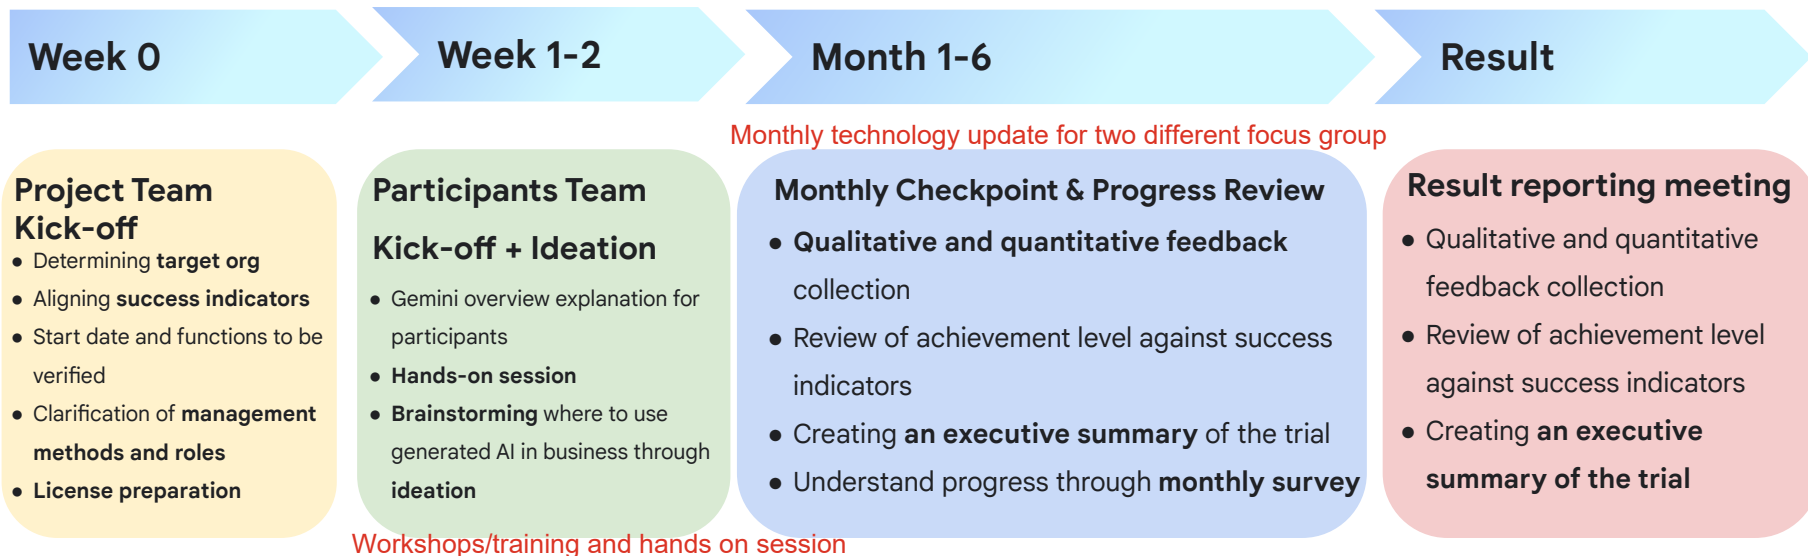 Week 0
Week 1-2
Month 1-6
Result
Monthly technology update for two different focus group
Project Team
Kick-off
● Determining target org
● Aligning success indicators
● Start date and functions to be
verified
● Clarification of management
methods and roles
● License preparation
Participants Team
Kick-off + Ideation
● Gemini overview explanation for
participants
● Hands-on session
● Brainstorming where to use
generated AI in business through
ideation
Workshops/training and hands on session
Monthly Checkpoint & Progress Review
● Qualitative and quantitative feedback
collection
● Review of achievement level against success
indicators
● Creating an executive summary of the trial
● Understand progress through monthly survey
Result reporting meeting
● Qualitative and quantitative
feedback collection
● Review of achievement level
against success indicators
● Creating an executive
summary of the trial